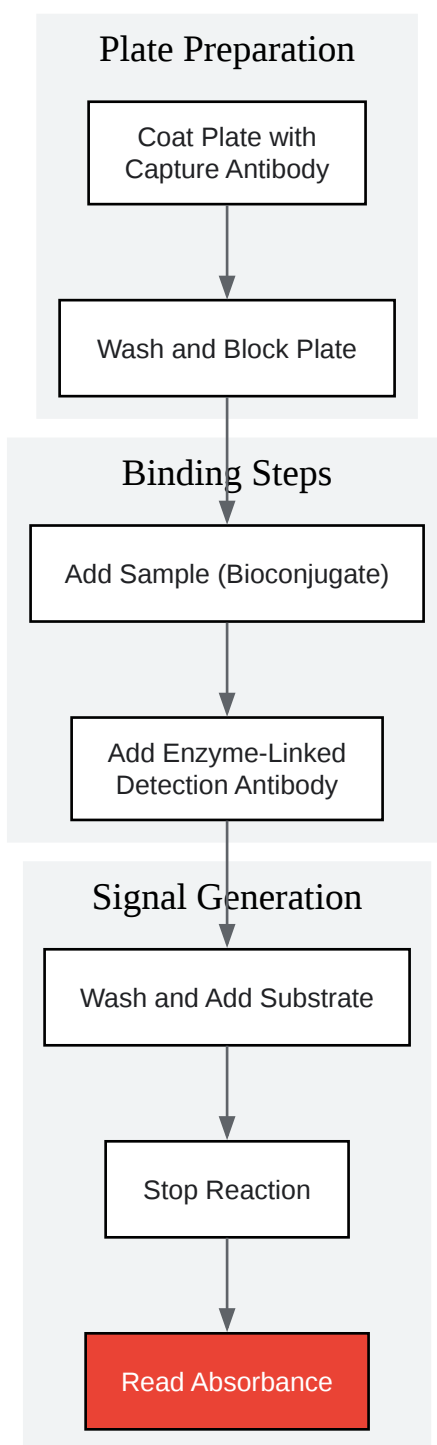 Plate Preparation
Coat Plate with
Capture Antibody
Wash and Block Plate
Binding Steps
Add Sample (Bioconjugate)
Add Enzyme-Linked
Detection Antibody
Signal Generation
Wash and Add Substrate
Stop Reaction
Read Absorbance